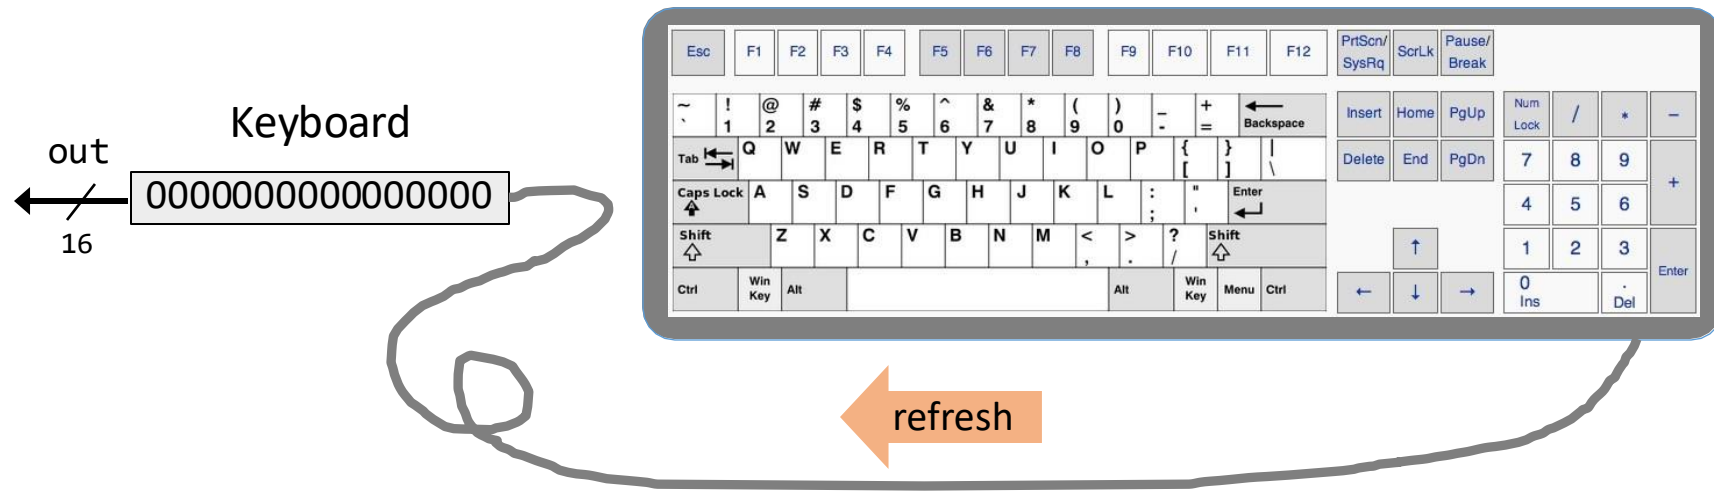 Keyboard
out
0000000000000000
16
refresh
Esc F1 F2 F3 F4 F5 F6 F7 F8 F9 F10 F11 F12 PrtScn/ SysRq ScrLk Pause/ Break
~ ! @ # $ % ^ & * ( ) _ +
` 1 2 3 4 5 6 7 8 9 0 - = Backspace
Insert Home PgUp Num Lock / * −
Tab Q W E R T Y U I O P { } |
[ ] \
Delete End PgDn 7 8 9 +
Caps Lock A S D F G H J K L : " Enter
; '
4 5 6
Shift Z X C V B N M < > ? Shift
, . /
↑ 1 2 3 Enter
Ctrl Win Key Alt Alt Win Key Menu Ctrl
← ↓ → 0 Ins . Del